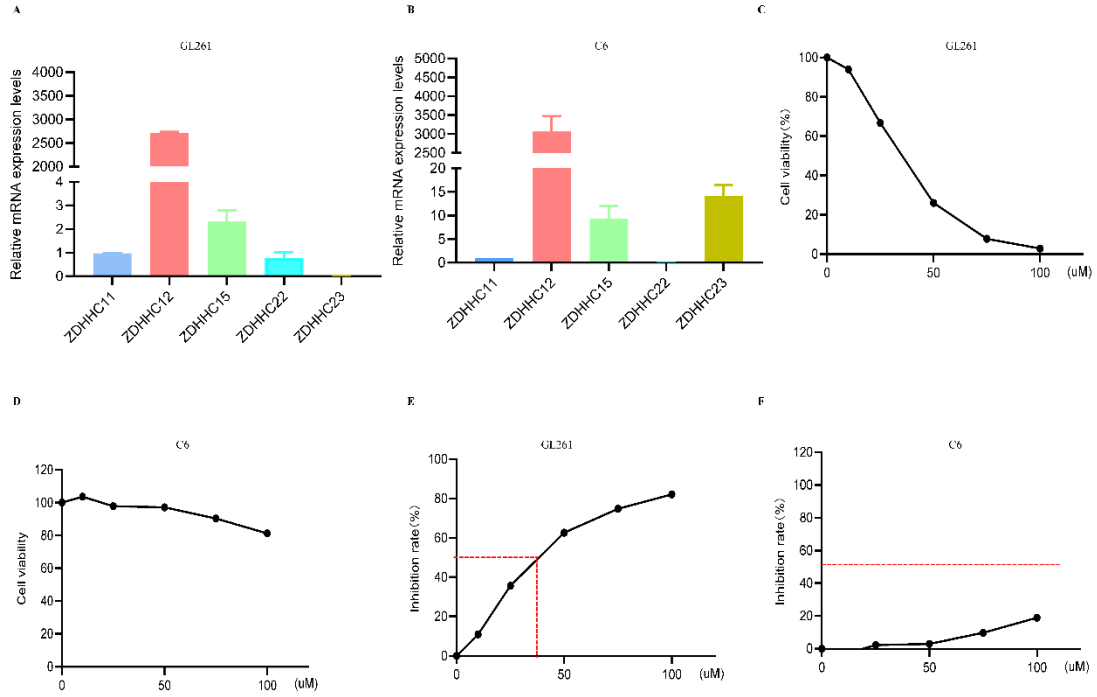 A
GL261
Relative mRNA expression levels
4000
3500
3000
2500
2000
4
3
2
1
0
ZDHHC11
ZDHHC12
ZDHHC15
ZDHHC22
ZDHHC23
B
C6
Relative mRNA expression levels
5000
4500
4000
3500
3000
2500
20
15
10
5
0
ZDHHC11
ZDHHC12
ZDHHC15
ZDHHC22
ZDHHC23
C
GL261
Cell viability(%)
100
80
60
40
20
0
0
50
100
(uM)
D
C6
Cell viability
120
100
80
60
40
20
0
0
50
100
(uM)
E
GL261
Inhibition rate(%)
100
80
60
40
20
0
0
50
100
(uM)
F
C6
Inhibition rate(%)
120
100
80
60
40
20
0
0
50
100
(uM)